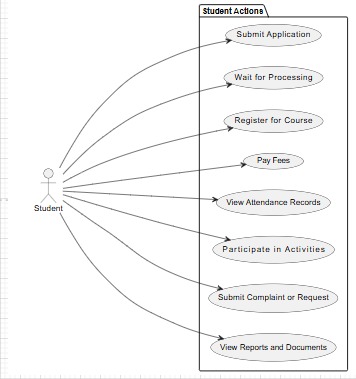 Student Actions
Submit Application
Wait for Processing
Register for Course
Pay Fees
View Attendance Records
Student
Participate in Activities
Submit Complaint or Request
View Reports and Documents